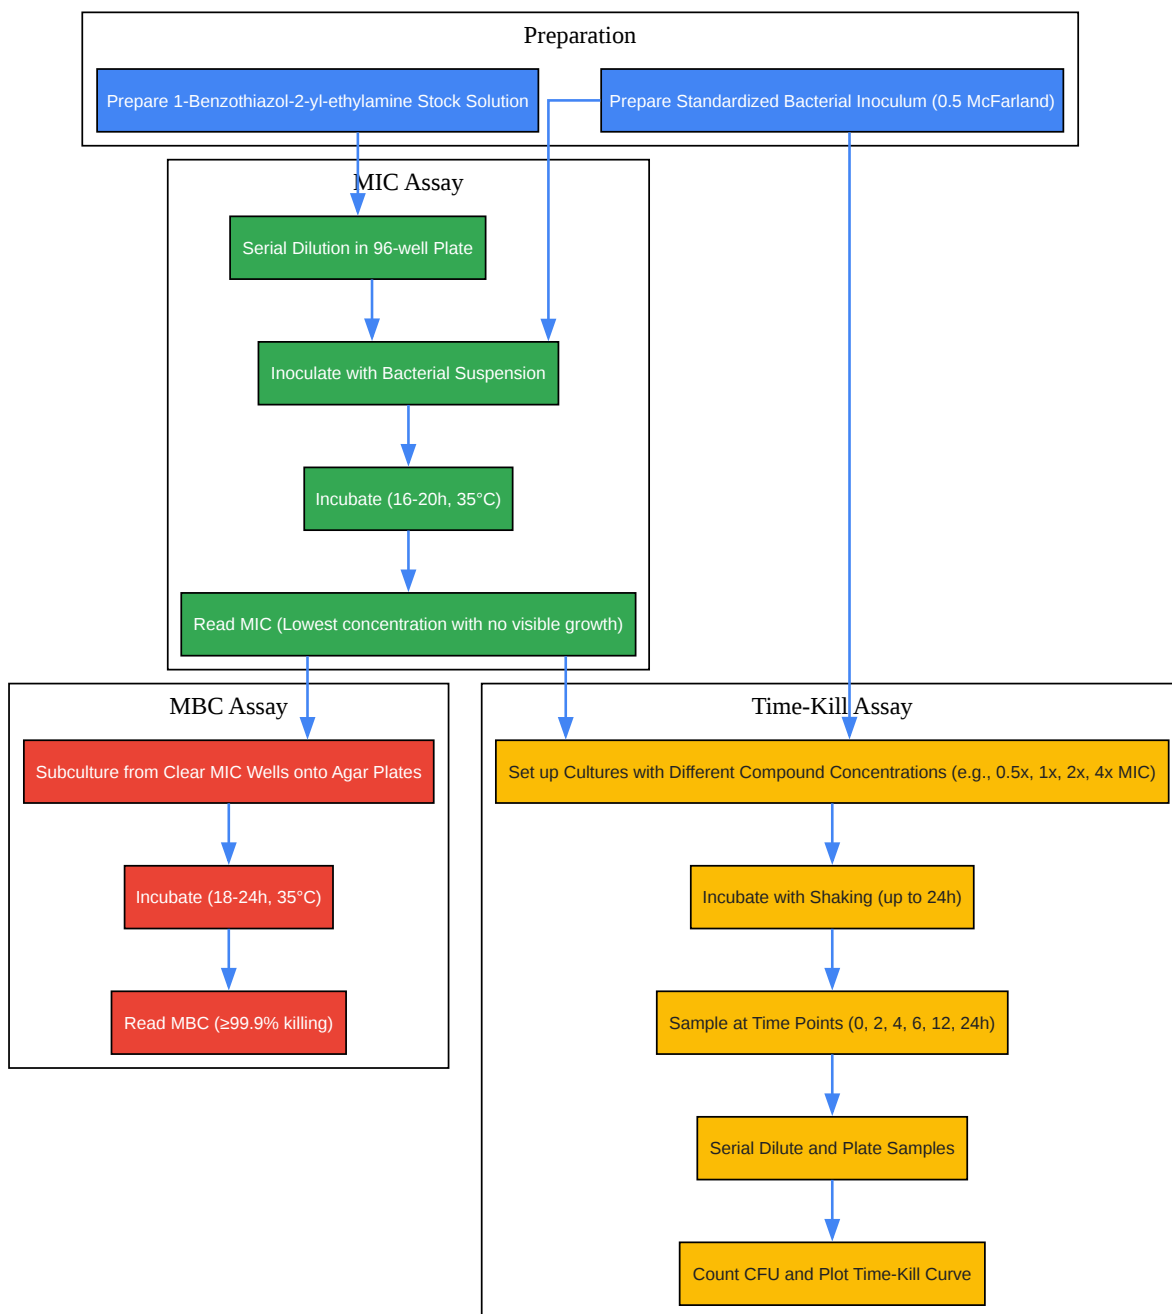 Preparation
Prepare 1-Benzothiazol-2-yl-ethylamine Stock Solution
Prepare Standardized Bacterial Inoculum (0.5 McFarland)
MIC Assay
Serial Dilution in 96-well Plate
Inoculate with Bacterial Suspension
Incubate (16-20h, 35°C)
Read MIC (Lowest concentration with no visible growth)
MBC Assay
Subculture from Clear MIC Wells onto Agar Plates
Incubate (18-24h, 35°C)
Read MBC (≥99.9% killing)
Time-Kill Assay
Set up Cultures with Different Compound Concentrations (e.g., 0.5x, 1x, 2x, 4x MIC)
Incubate with Shaking (up to 24h)
Sample at Time Points (0, 2, 4, 6, 12, 24h)
Serial Dilute and Plate Samples
Count CFU and Plot Time-Kill Curve